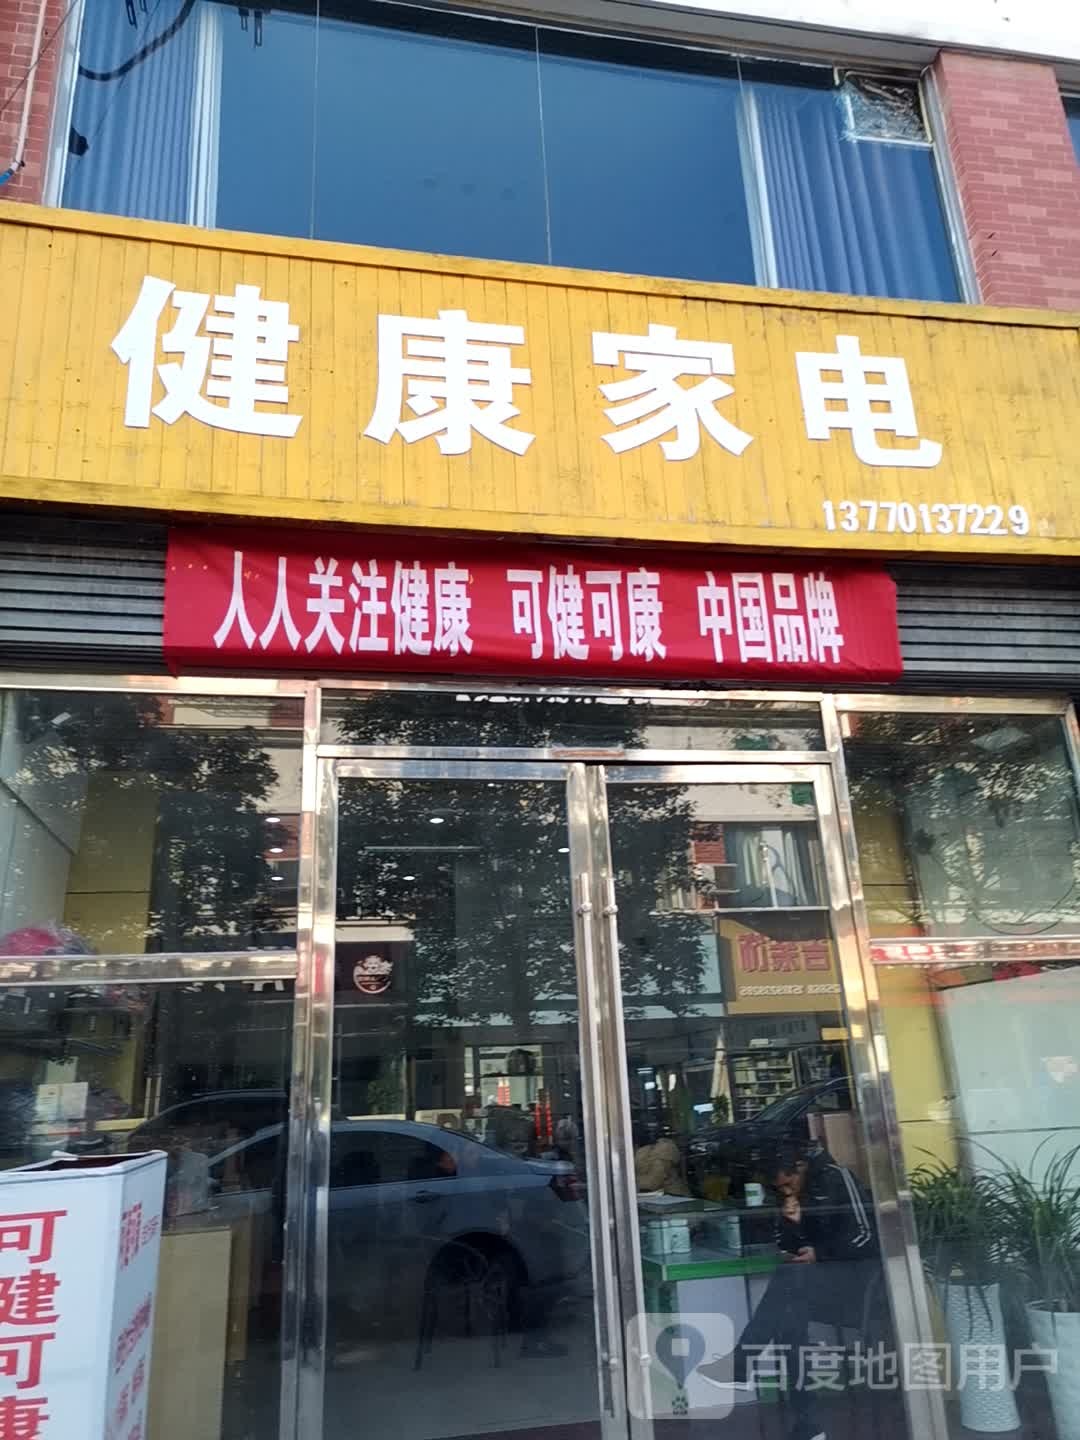 健康家电
13770137229
人人关注健康 可健可康 中国品牌
可健可康
百度地图用户